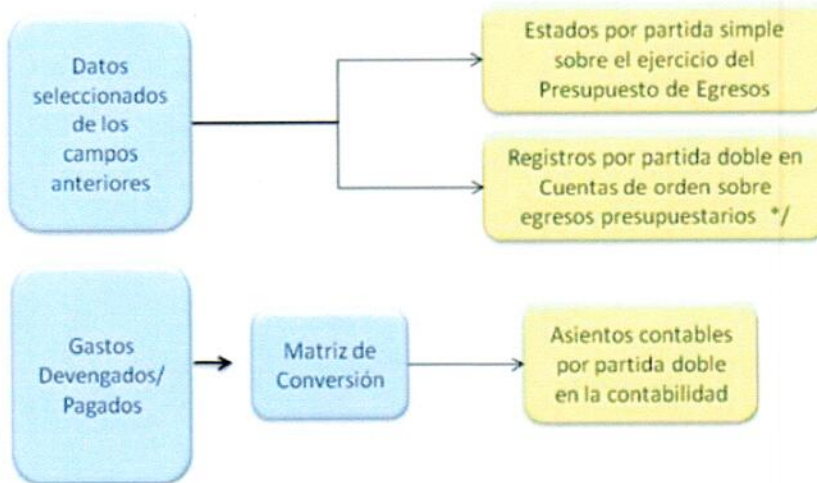 Datos
seleccionados
de los
campos
anteriores
Estados por partida simple
sobre el ejercicio del
Presupuesto de Egresos
Registros por partida doble en
Cuentas de orden sobre
egresos presupuestarios */
Gastos
Devengados/
Pagados
Matriz de
Conversión
Asientos contables
por partida doble
en la contabilidad